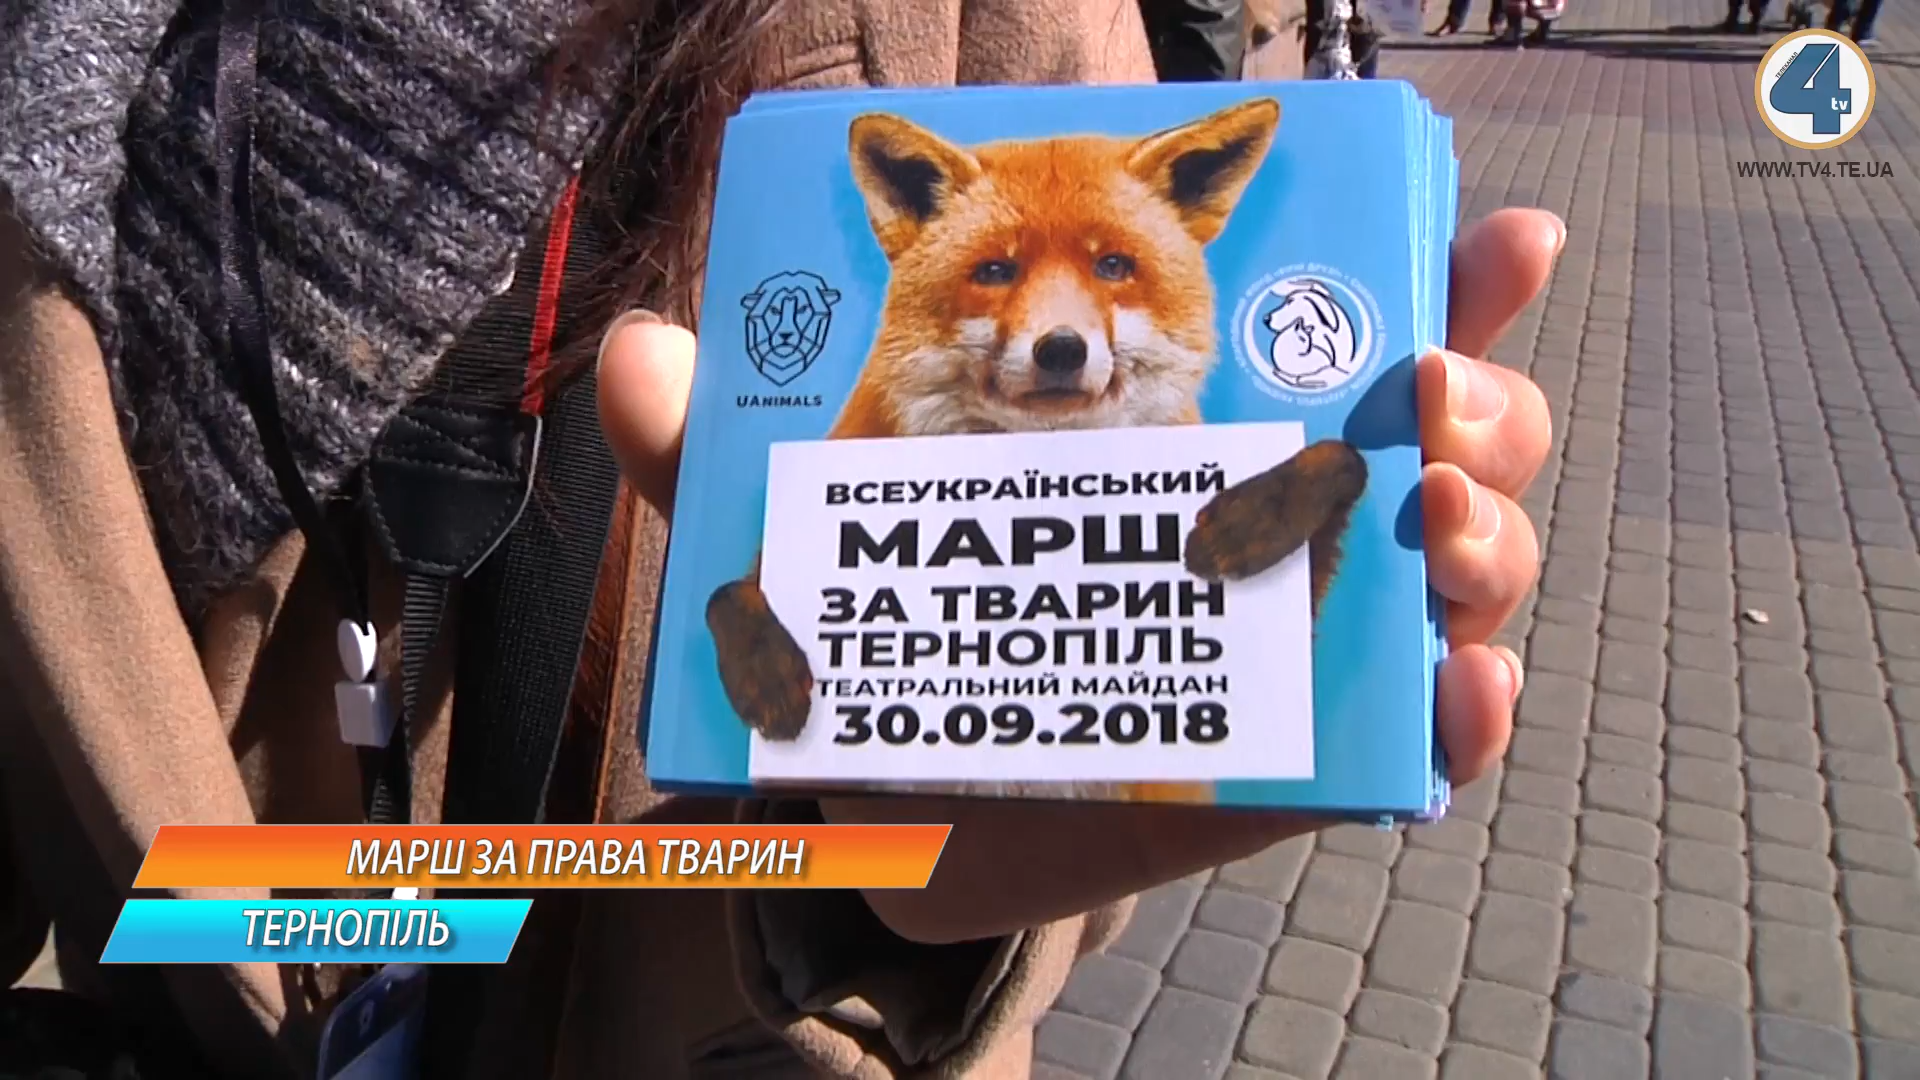 ТЕЛЕКАНАЛ
4
tv
WWW.TV4.TE.UA
UANIMALS
ВСЕУКРАЇНСЬКИЙ
МАРШ
ЗА ТВАРИН
ТЕРНОПІЛЬ
ТЕАТРАЛЬНИЙ МАЙДАН
30.09.2018
МАРШ ЗА ПРАВА ТВАРИН
ТЕРНОПІЛЬ